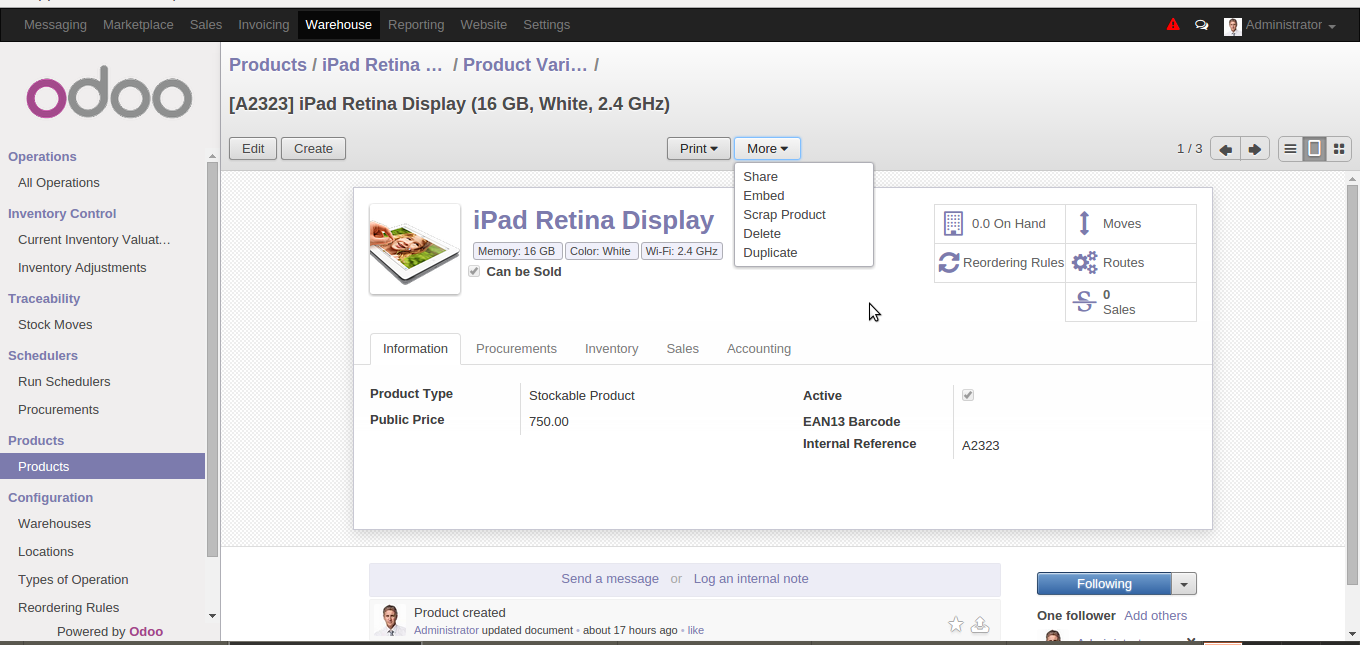 Messaging Marketplace Sales Invoicing Warehouse Reporting Website Settings Administrator
odoo
Operations
All Operations
Inventory Control
Current Inventory Valuat...
Inventory Adjustments
Traceability
Stock Moves
Schedulers
Run Schedulers
Procurements
Products
Products
Configuration
Warehouses
Locations
Types of Operation
Reordering Rules
Powered by Odoo
Products / iPad Retina ... / Product Vari... /
[A2323] iPad Retina Display (16 GB, White, 2.4 GHz)
Edit Create Print More 1 / 3
Share
Embed
Scrap Product
Delete
Duplicate
iPad Retina Display
Memory: 16 GB Color: White Wi-Fi: 2.4 GHz
Can be Sold
0.0 On Hand Moves
Reordering Rules Routes
0
Sales
Information Procurements Inventory Sales Accounting
Product Type Stockable Product
Public Price 750.00
Active
EAN13 Barcode
Internal Reference A2323
Send a message or Log an internal note
Product created
Administrator updated document • about 17 hours ago • like
Following
One follower Add others